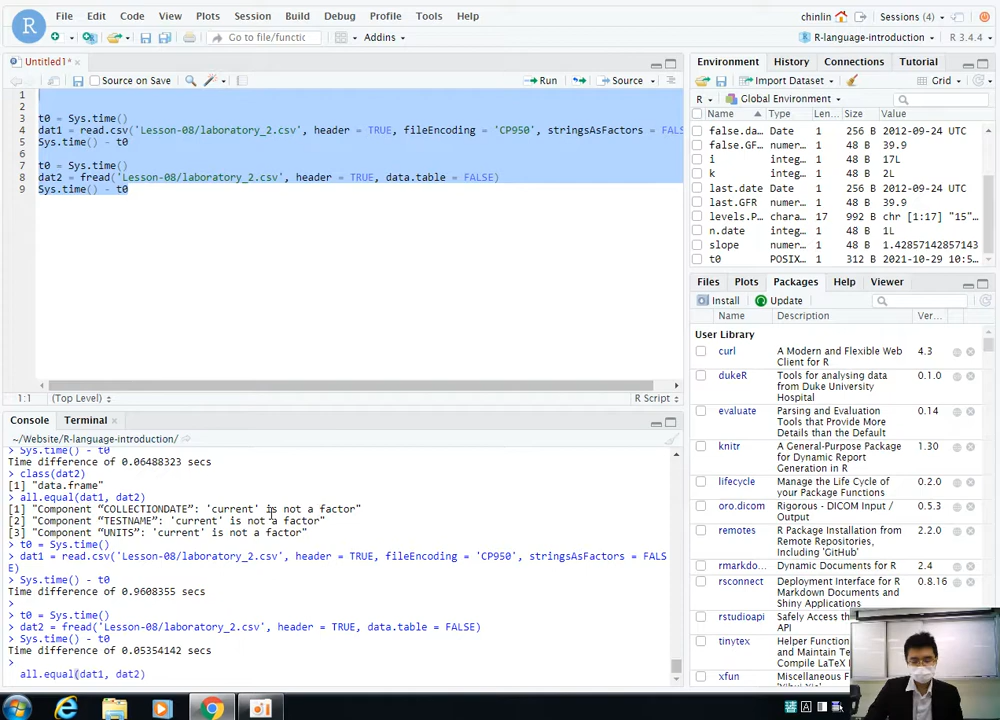 File Edit Code View Plots Session Build Debug Profile Tools Help
chinlin Sessions (4)
R
Go to file/functic Addins
R-language-introduction R 3.4.4
Untitled1*
Source on Save Run Source
1
2
3 t0 = Sys.time()
4 dat1 = read.csv('Lesson-08/laboratory_2.csv', header = TRUE, fileEncoding = 'CP950', stringsAsFactors = FALS
5 Sys.time() - t0
6
7 t0 = Sys.time()
8 dat2 = fread('Lesson-08/laboratory_2.csv', header = TRUE, data.table = FALSE)
9 Sys.time() - t0
1:1 (Top Level) R Script
Console Terminal
~/Website/R-language-introduction/
> Sys.time() - t0
Time difference of 0.06488323 secs
> class(dat2)
[1] "data.frame"
> all.equal(dat1, dat2)
[1] "Component “COLLECTIONDATE”: 'current' is not a factor"
[2] "Component “TESTNAME”: 'current' is not a factor"
[3] "Component “UNITS”: 'current' is not a factor"
> t0 = Sys.time()
> dat1 = read.csv('Lesson-08/laboratory_2.csv', header = TRUE, fileEncoding = 'CP950', stringsAsFactors = FALS
E)
> Sys.time() - t0
Time difference of 0.9608355 secs
>
> t0 = Sys.time()
> dat2 = fread('Lesson-08/laboratory_2.csv', header = TRUE, data.table = FALSE)
> Sys.time() - t0
Time difference of 0.05354142 secs
>
all.equal(dat1, dat2)
Environment History Connections Tutorial
Import Dataset Grid
R Global Environment
Name Type Len… Size Value
false.da… Date 1 256 B 2012-09-24 UTC
false.GF… numer… 1 48 B 39.9
i integ… 1 48 B 17L
k integ… 1 48 B 2L
last.date Date 1 256 B 2012-09-24 UTC
last.GFR numer… 1 48 B 39.9
levels.P… chara… 17 992 B chr [1:17] "15"…
n.date integ… 1 48 B 1L
slope numer… 1 48 B 1.42857142857143
t0 POSIX… 1 312 B 2021-10-29 10:5…
Files Plots Packages Help Viewer
Install Update
Name Description Ver…
User Library
curl A Modern and Flexible Web 4.3
Client for R
dukeR Tools for analysing data 0.1.0
from Duke University
Hospital
evaluate Parsing and Evaluation 0.14
Tools that Provide More
Details than the Default
knitr A General-Purpose Package 1.30
for Dynamic Report
Generation in R
lifecycle Manage the Life Cycle of 0.2.0
your Package Functions
oro.dicom Rigorous - DICOM Input / 0.5.3
Output
remotes R Package Installation from 2.2.0
Remote Repositories,
Including 'GitHub'
rmarkdo… Dynamic Documents for R 2.4
rsconnect Deployment Interface for R 0.8.16
Markdown Documents and
Shiny Applications
rstudioapi Safely Access the
API
tinytex Helper Function
and Maintain Te
Compile LaTeX
xfun Miscellaneous F